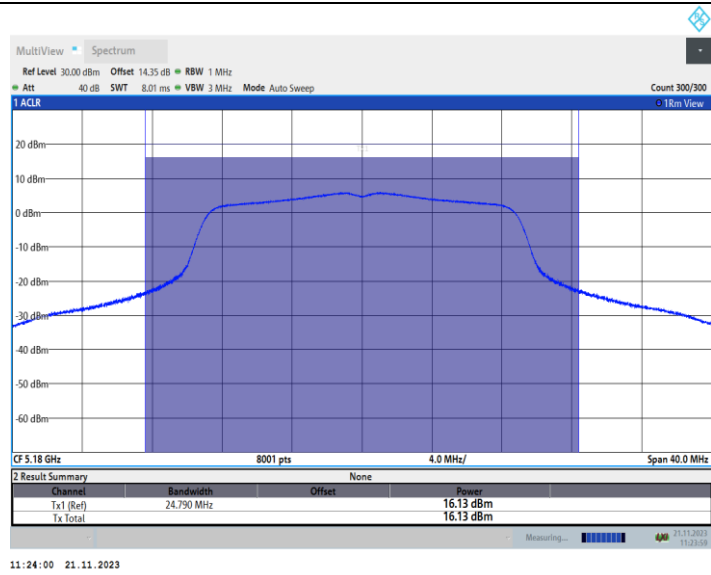 MultiView Spectrum
Ref Level 30.00 dBm Offset 14.35 dB RBW 1 MHz
Att 40 dB SWT 8.01 ms VBW 3 MHz Mode Auto Sweep Count 300/300
1 ACLR 1Rm View
20 dBm
10 dBm
0 dBm
-10 dBm
-20 dBm
-30 dBm
-40 dBm
-50 dBm
-60 dBm
CF 5.18 GHz 8001 pts 4.0 MHz/ Span 40.0 MHz
2 Result Summary None
Channel Bandwidth Offset Power
Tx1 (Ref) 24.790 MHz 16.13 dBm
Tx Total 16.13 dBm
Measuring... 21.11.2023
11:23:59
11:24:00 21.11.2023